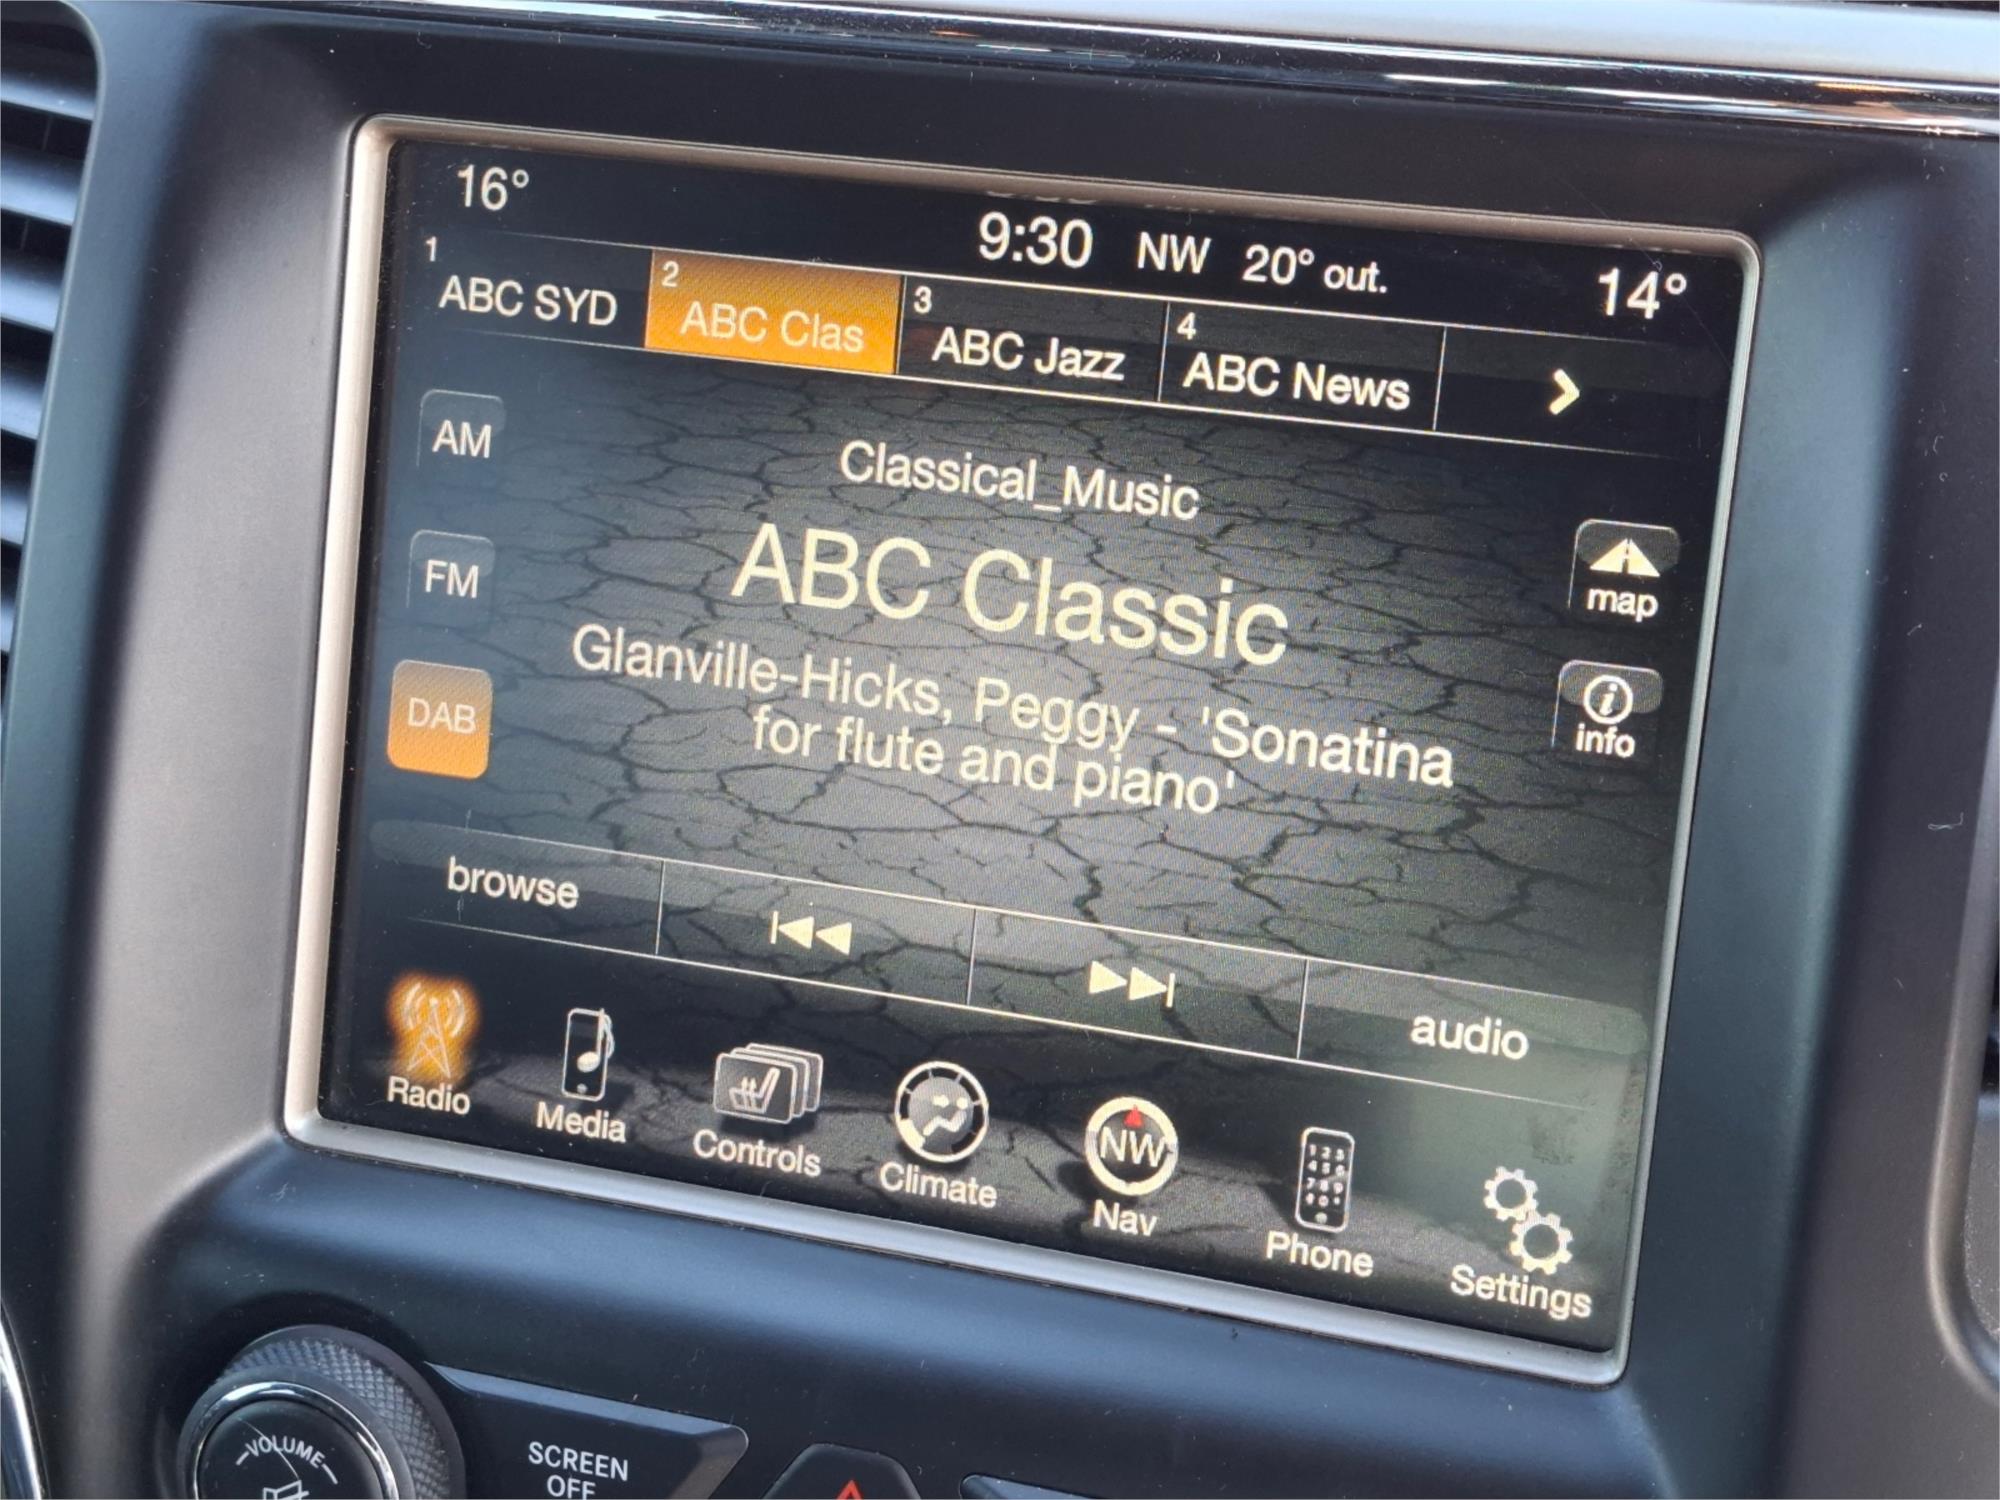 16°
9:30 NW 20° out.
14°
1 ABC SYD
2 ABC Clas
3 ABC Jazz
4 ABC News
AM
FM
DAB
Classical_Music
ABC Classic
Glanville-Hicks, Peggy - 'Sonatina
for flute and piano'
map
info
browse
audio
Radio
Media
Controls
Climate
NW
Nav
Phone
Settings
VOLUME
SCREEN
OFF